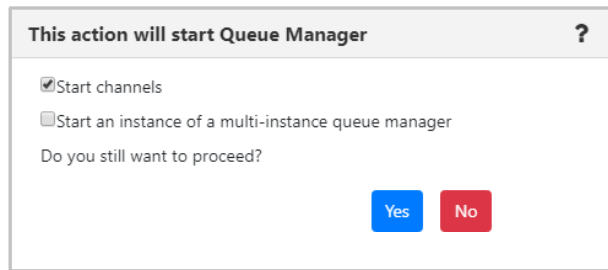 This action will start Queue Manager ?
Start channels
Start an instance of a multi-instance queue manager
Do you still want to proceed?
Yes No